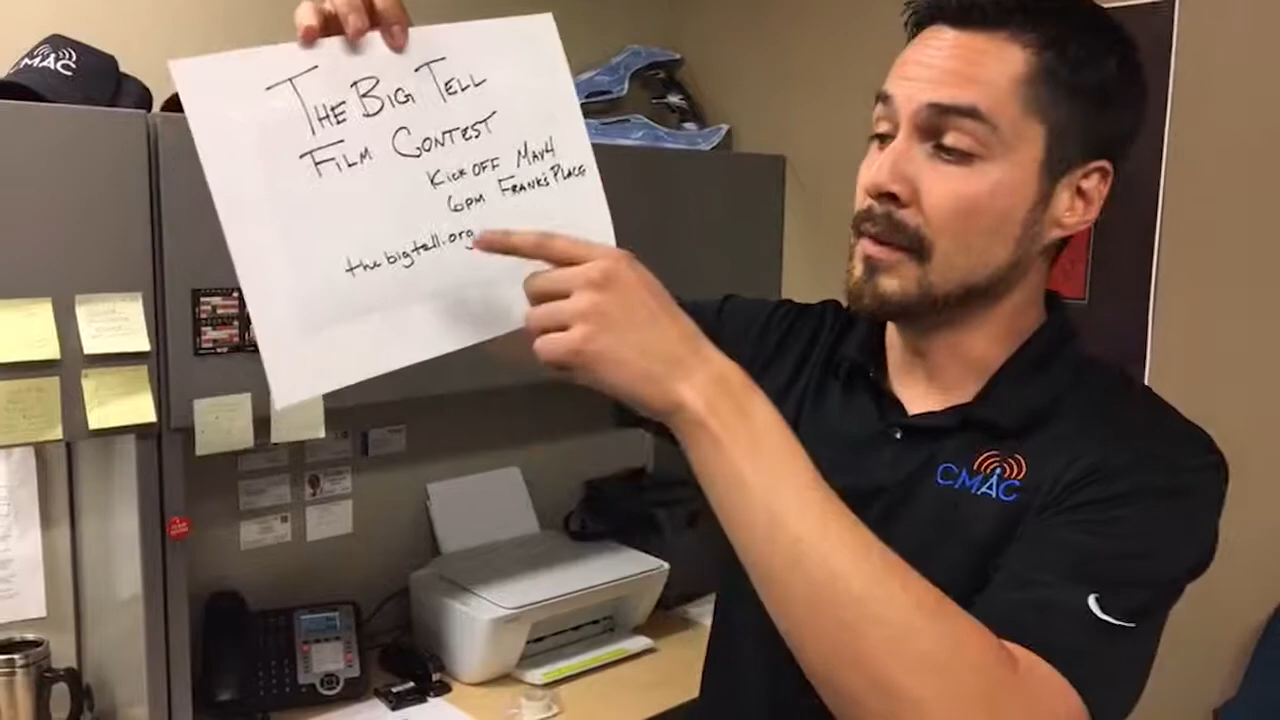 CMAC
THE BIG TELL
FILM CONTEST
KICK OFF MAY 4
6PM FRANK'S PLACE
thebigtell.org
CMAC